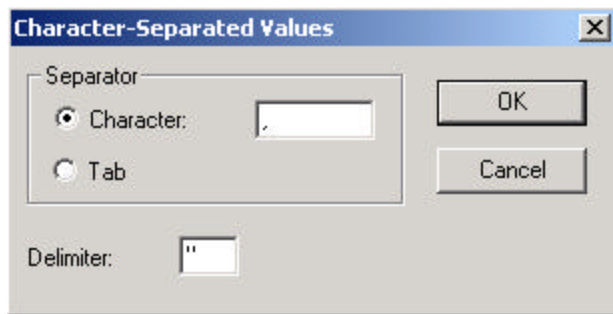 Character-Separated Values
Separator
Character: ,
OK
Tab
Cancel
Delimiter: "